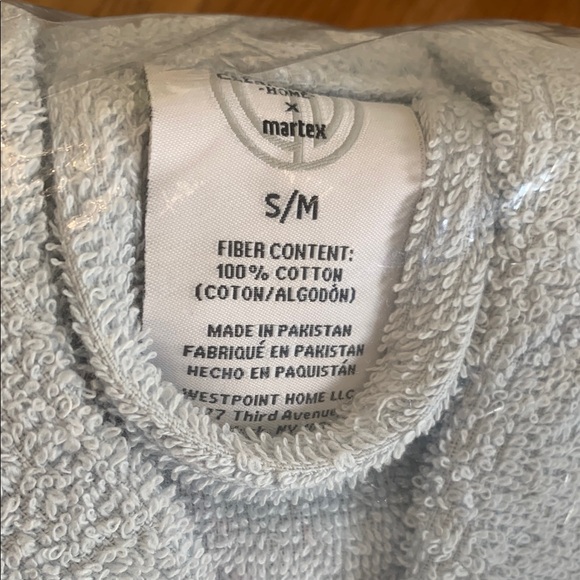 -HOME-
x
martex
S/M
FIBER CONTENT:
100% COTTON
(COTON/ALGODÓN)
MADE IN PAKISTAN
FABRIQUÉ EN PAKISTAN
HECHO EN PAQUISTÁN
WESTPOINT HOME LLC
Third Avenue